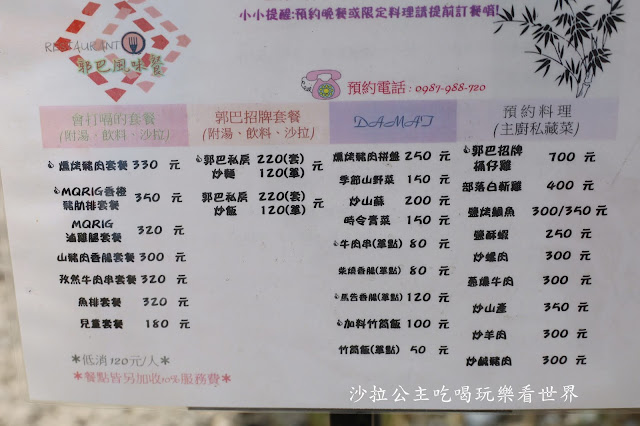 小小提醒:預約晚餐或限定料理請提前訂餐唷!
RESTAURANT
郭巴風味餐
預約電話 : 0987-988-720
會打嗝的套餐
(附湯、飲料、沙拉)
燻烤豬肉套餐 330 元
MQRIG香橙
豬肋排套餐 350 元
MQRIG
滷雞腿套餐 320 元
山豬肉香腸套餐 300 元
孜然牛肉串套餐 320 元
魚排套餐 320 元
兒童套餐 180 元
*低消120元/人*
*餐點皆另加收10%服務費*
郭巴招牌套餐
(附湯、飲料、沙拉)
郭巴私房 220(套)
炒麵 120(單) 元
郭巴私房 220(套)
炒飯 120(單) 元
DAMAT
燻烤豬肉拼盤 250 元
季節山野菜 150 元
炒山蘇 200 元
時令青菜 150 元
牛肉串(單點) 80 元
柴燒香腸(單點) 80 元
馬告香腸(單點) 120 元
加料竹筒飯 100 元
竹筒飯(單點) 50 元
預約料理
(主廚私藏菜)
郭巴招牌
桶仔雞 700 元
部落白斬雞 400 元
鹽烤鯛魚 300/350 元
鹽酥蝦 250 元
炒螺肉 300 元
蔥爆牛肉 300 元
炒山產 350 元
炒羊肉 300 元
炒鹹豬肉 300 元
沙拉公主吃喝玩樂看世界